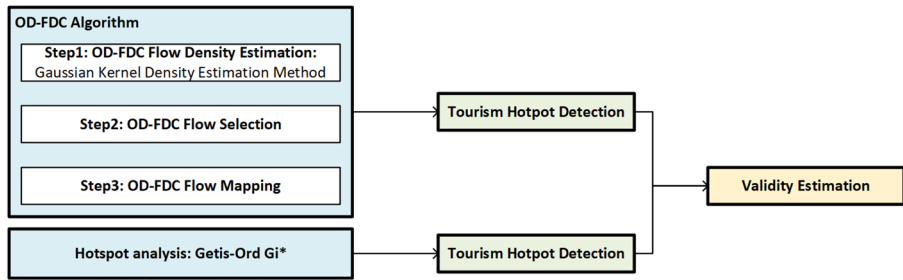 OD-FDC Algorithm
Step1: OD-FDC Flow Density Estimation:
Gaussian Kernel Density Estimation Method
Step2: OD-FDC Flow Selection
Step3: OD-FDC Flow Mapping
Tourism Hotpot Detection
Validity Estimation
Hotspot analysis: Getis-Ord Gi*
Tourism Hotpot Detection